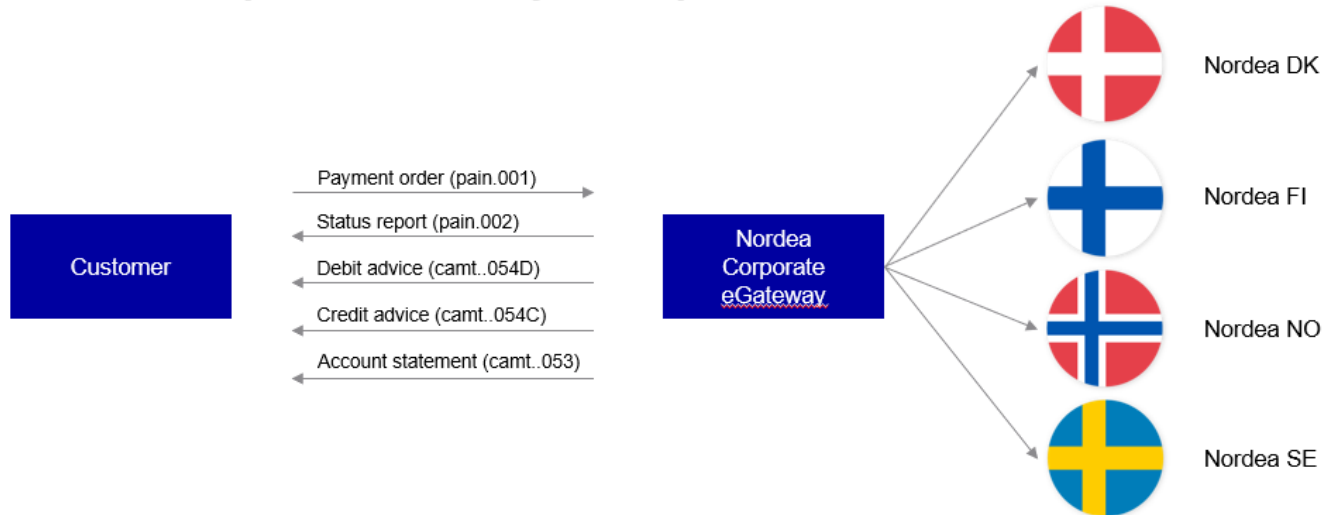 Payment order (pain.001)
Status report (pain.002)
Debit advice (camt..054D)
Credit advice (camt..054C)
Account statement (camt..053)
Customer
Nordea
Corporate
eGateway
Nordea DK
Nordea FI
Nordea NO
Nordea SE